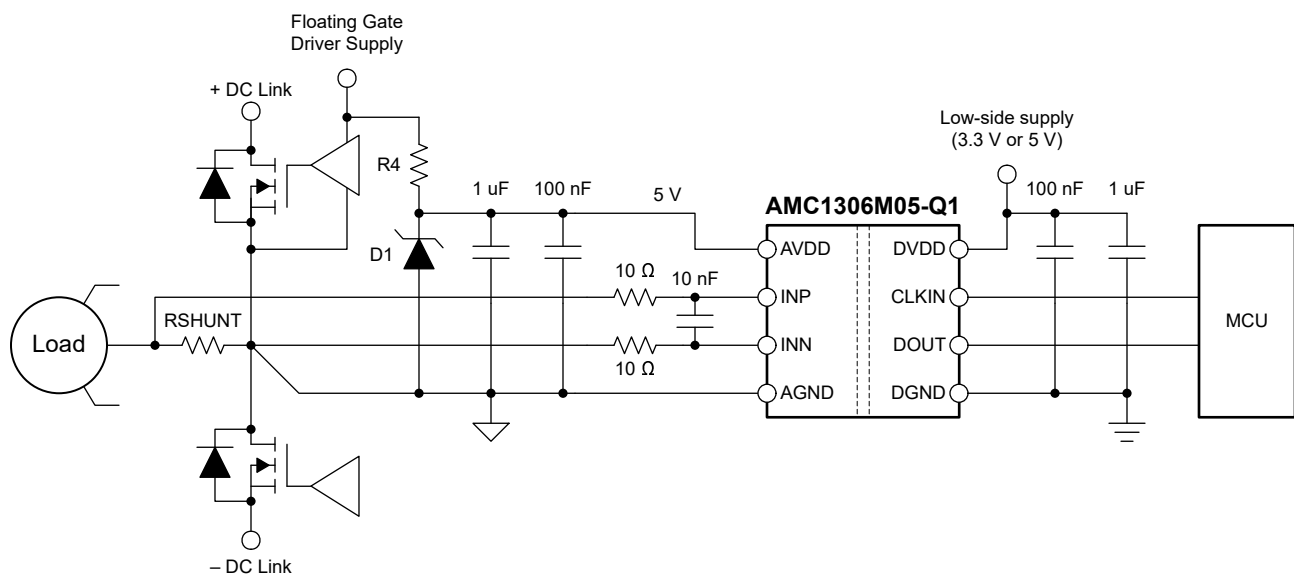 Floating Gate
Driver Supply
+ DC Link
Low-side supply
(3.3 V or 5 V)
R4
1 uF
100 nF
5 V
AMC1306M05-Q1
100 nF
1 uF
D1
AVDD
DVDD
10 Ω
10 nF
INP
CLKIN
MCU
RSHUNT
Load
INN
DOUT
10 Ω
AGND
DGND
– DC Link